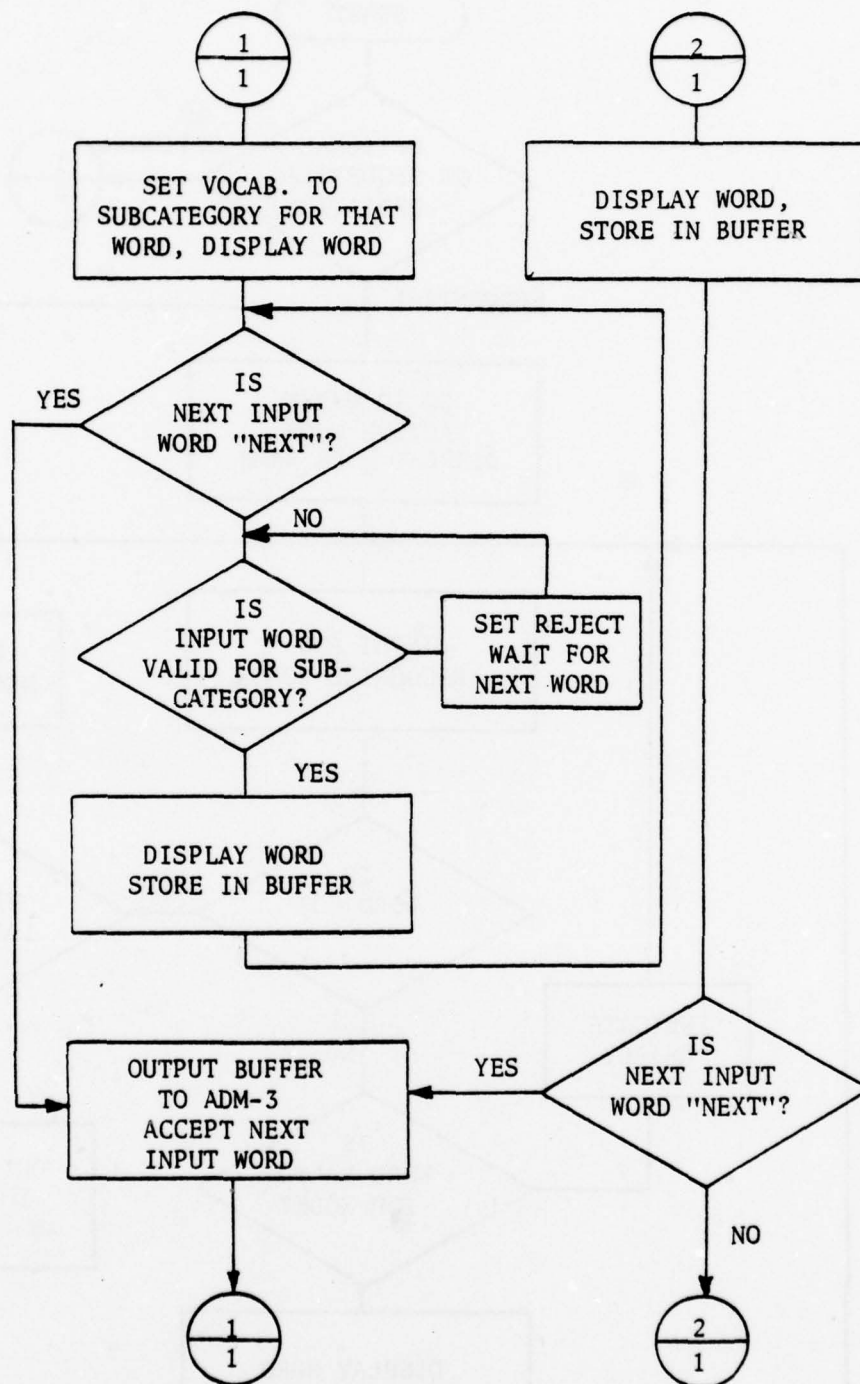 1
1
2
1
SET VOCAB. TO
SUBCATEGORY FOR THAT
WORD, DISPLAY WORD
DISPLAY WORD,
STORE IN BUFFER
YES
IS
NEXT INPUT
WORD "NEXT"?
NO
IS
INPUT WORD
VALID FOR SUB-
CATEGORY?
SET REJECT
WAIT FOR
NEXT WORD
YES
DISPLAY WORD
STORE IN BUFFER
OUTPUT BUFFER
TO ADM-3
ACCEPT NEXT
INPUT WORD
YES
IS
NEXT INPUT
WORD "NEXT"?
NO
1
1
2
1